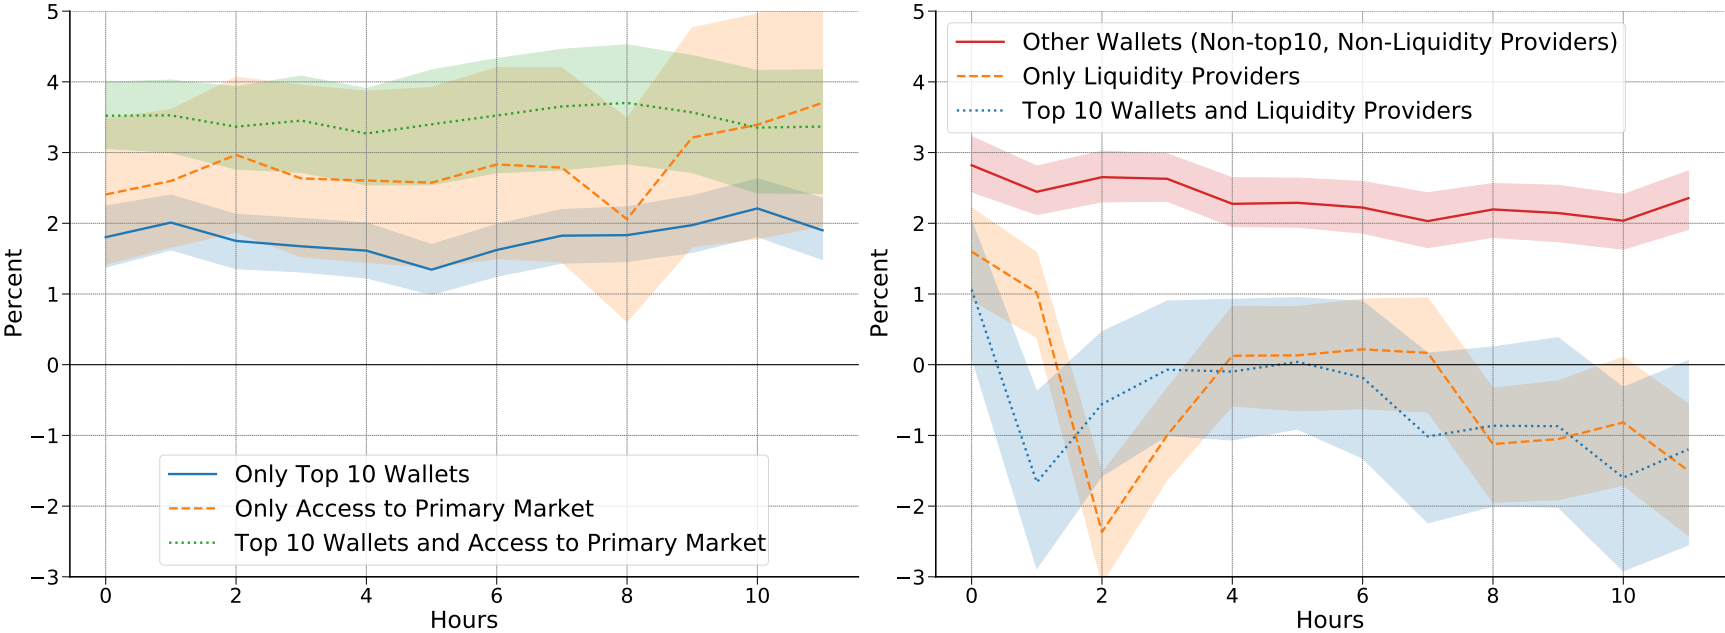 5
4
3
2
1
0
−1
−2
−3
Percent
Only Top 10 Wallets
Only Access to Primary Market
Top 10 Wallets and Access to Primary Market
0 2 4 6 8 10
Hours
5
4
3
2
1
0
−1
−2
−3
Percent
Other Wallets (Non-top10, Non-Liquidity Providers)
Only Liquidity Providers
Top 10 Wallets and Liquidity Providers
0 2 4 6 8 10
Hours